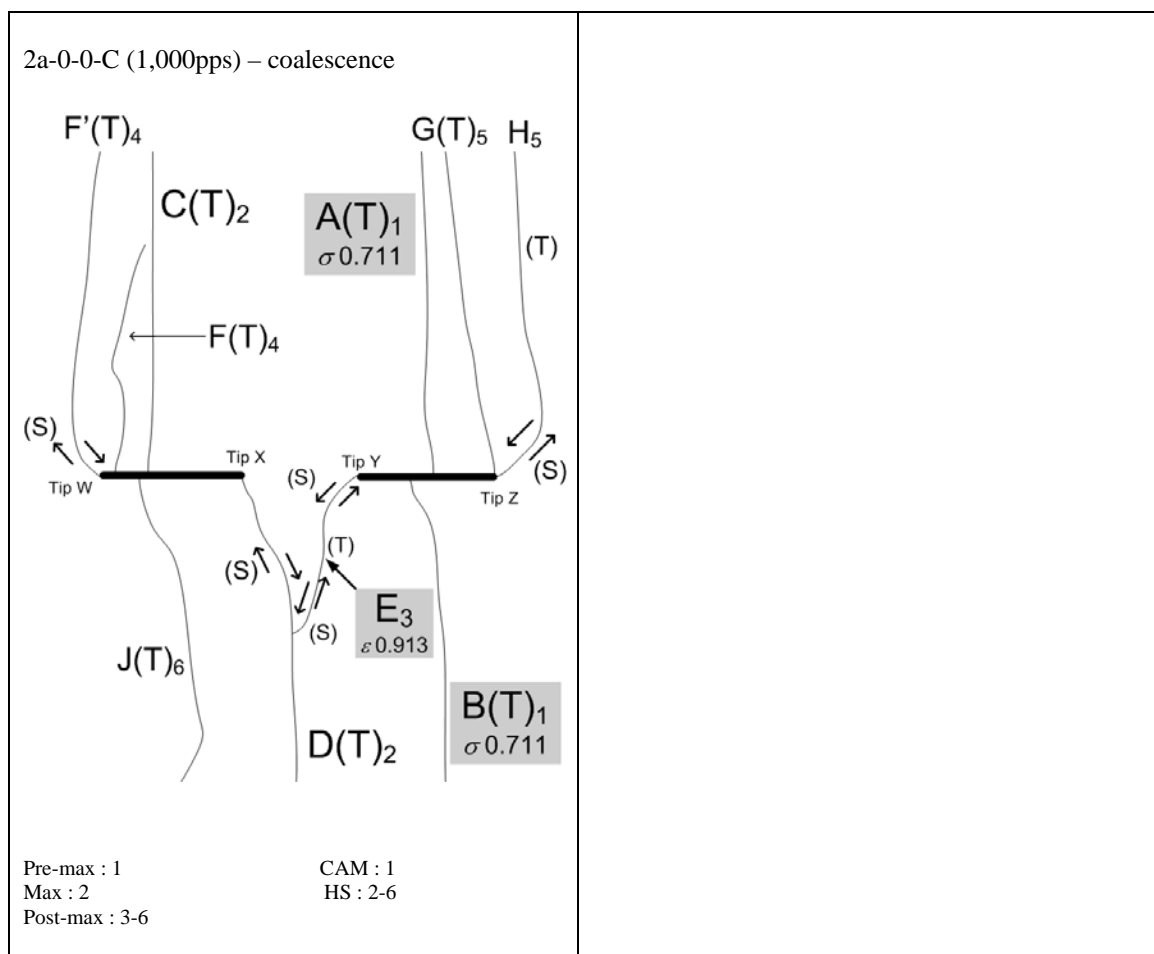 2a-0-0-C (1,000pps) – coalescence
F'(T)₄
G(T)₅ H₅
C(T)₂
A(T)₁
σ 0.711
(T)
F(T)₄
(S)
(S)
Tip W
Tip X
Tip Y
Tip Z
(S)
(S)
(T)
(S)
E₃
ε 0.913
J(T)₆
B(T)₁
σ 0.711
D(T)₂
Pre-max : 1 CAM : 1
Max : 2 HS : 2-6
Post-max : 3-6